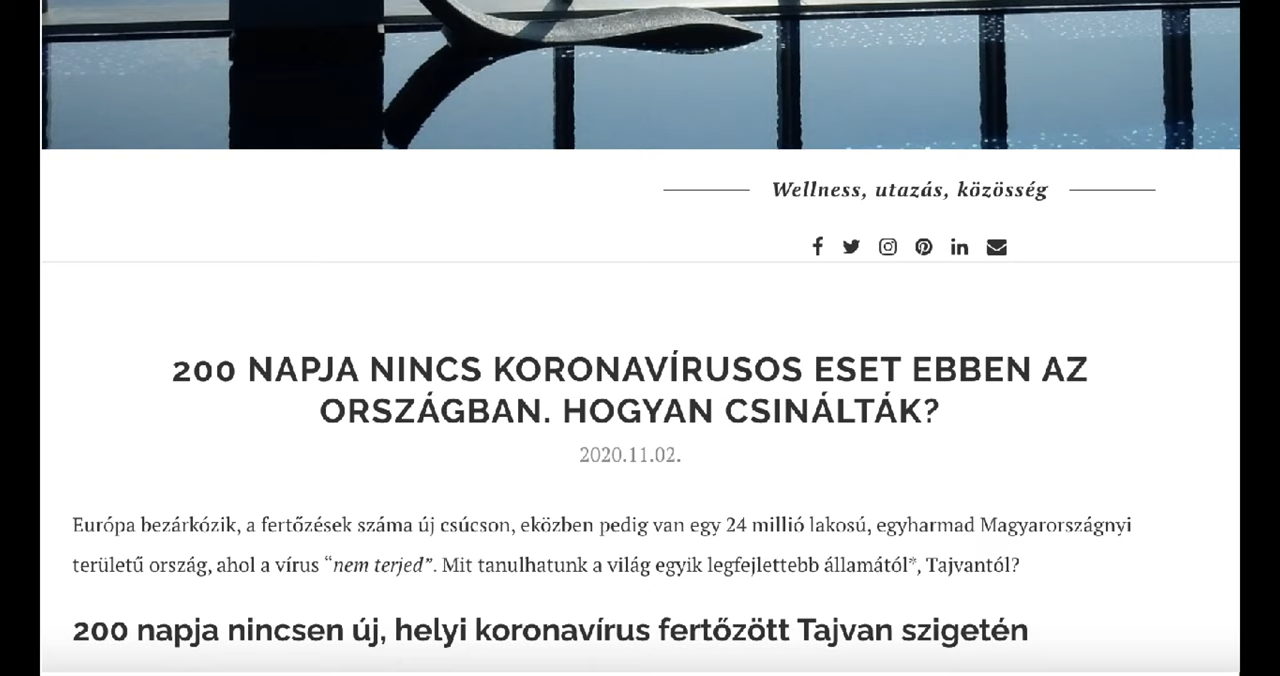 Wellness, utazás, közösség
200 NAPJA NINCS KORONAVÍRUSOS ESET EBBEN AZ
ORSZÁGBAN. HOGYAN CSINÁLTÁK?
2020.11.02.
Európa bezárkózik, a fertőzések száma új csúcson, eközben pedig van egy 24 millió lakosú, egyharmad Magyarországnyi
területű ország, ahol a vírus “nem terjed”. Mit tanulhatunk a világ egyik legfejlettebb államától*, Tajvantól?
200 napja nincsen új, helyi koronavírus fertőzött Tajvan szigetén